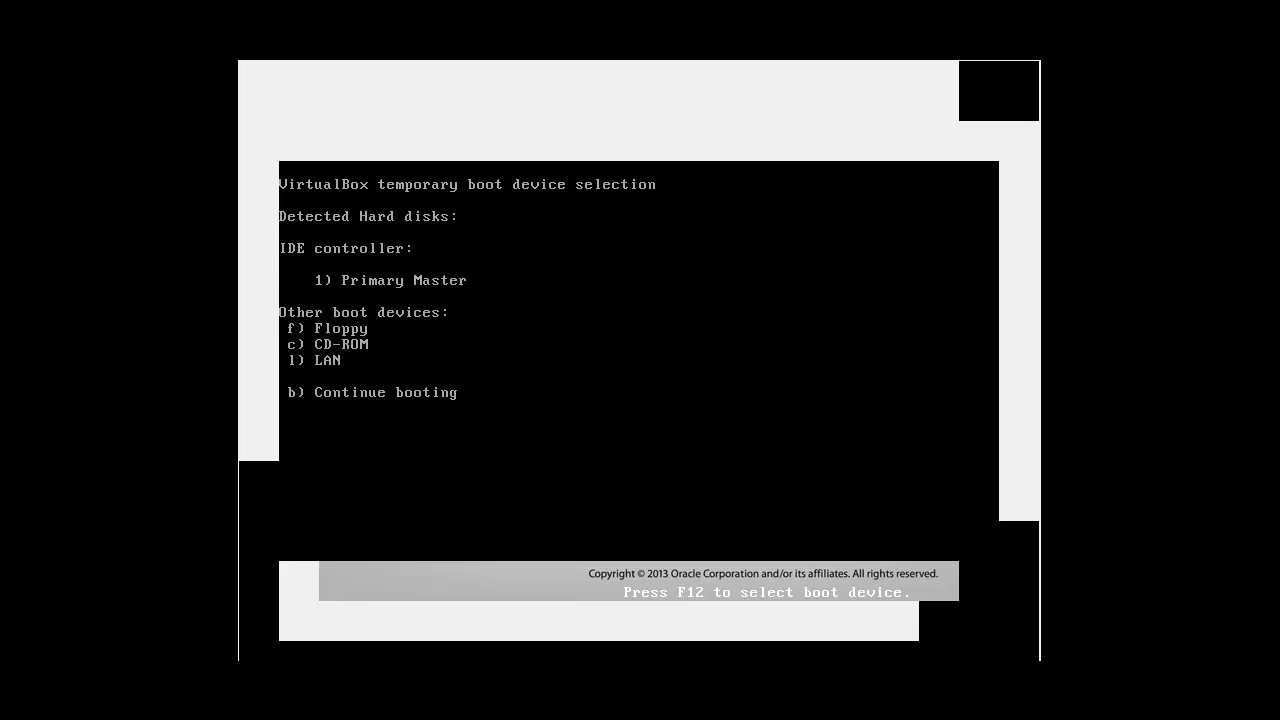 VirtualBox temporary boot device selection
Detected Hard disks:
IDE controller:
1) Primary Master
Other boot devices:
f) Floppy
c) CD-ROM
l) LAN
b) Continue booting
Copyright © 2013 Oracle Corporation and/or its affiliates. All rights reserved.
Press F12 to select boot device.